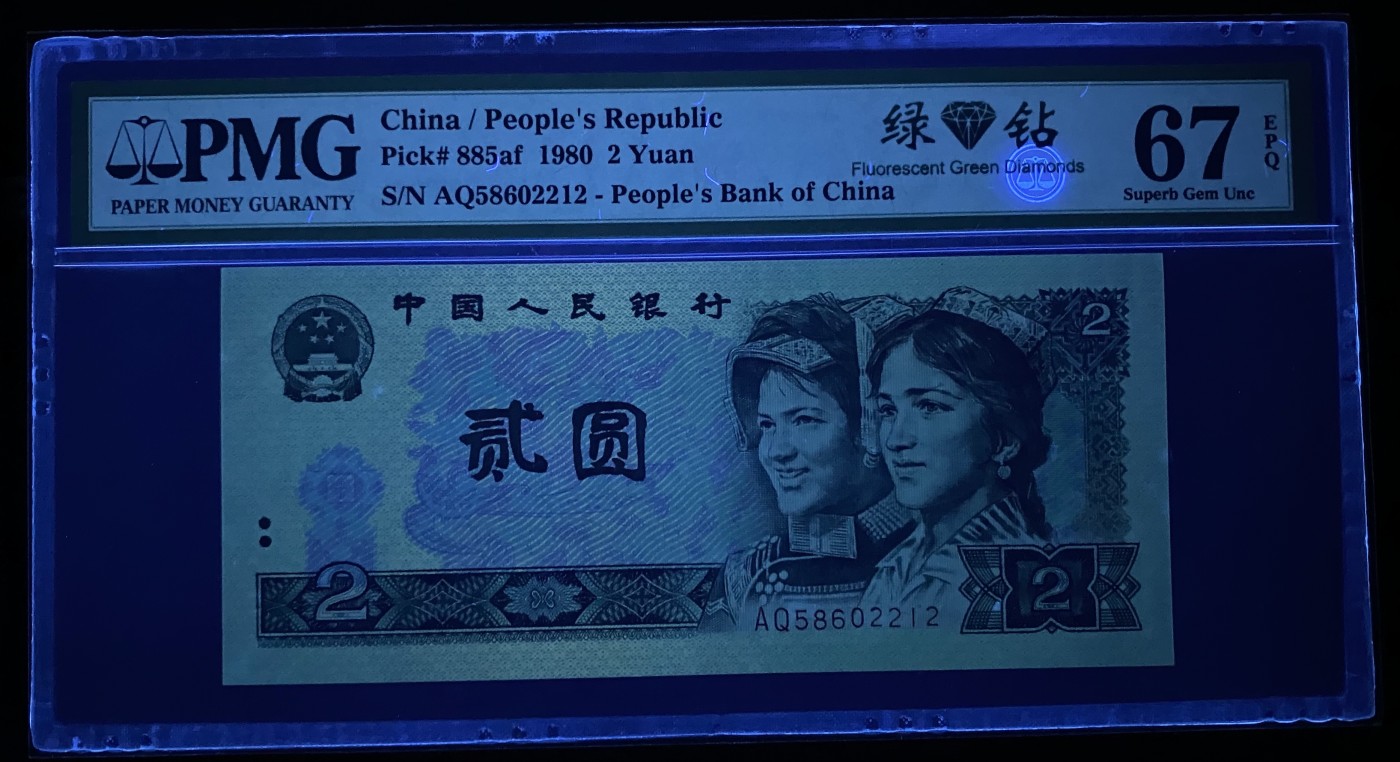 PMG
PAPER MONEY GUARANTY
China / People's Republic
Pick# 885af 1980 2 Yuan
S/N AQ58602212 - People's Bank of China
绿 钻
Fluorescent Green Diamonds
67
EPQ
Superb Gem Unc
中国人民银行
2
贰圆
2
AQ58602212
2